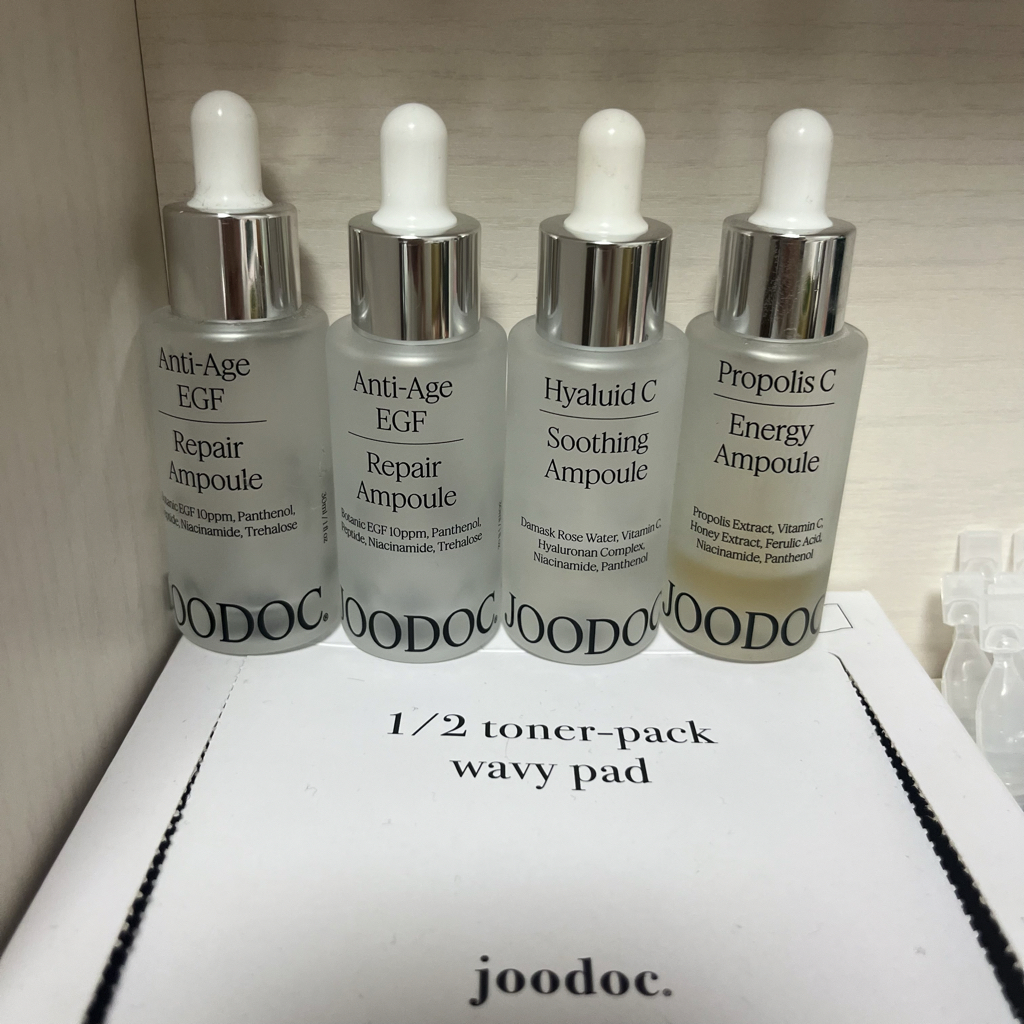 Anti-Age
EGF
Repair
Ampoule
EGF 10ppm, Panthenol,
Niacinamide, Trehalose
JOODOC®
Anti-Age
EGF
Repair
Ampoule
Botanic EGF 10ppm, Panthenol,
Peptide, Niacinamide, Trehalose
JOODOC®
Hyaluid C
Soothing
Ampoule
Damask Rose Water, Vitamin C,
Hyaluronan Complex,
Niacinamide, Panthenol
JOODOC
Propolis C
Energy
Ampoule
Propolis Extract, Vitamin C,
Honey Extract, Ferulic Acid,
Niacinamide, Panthenol
JOODOC
1/2 toner-pack
wavy pad
joodoc.